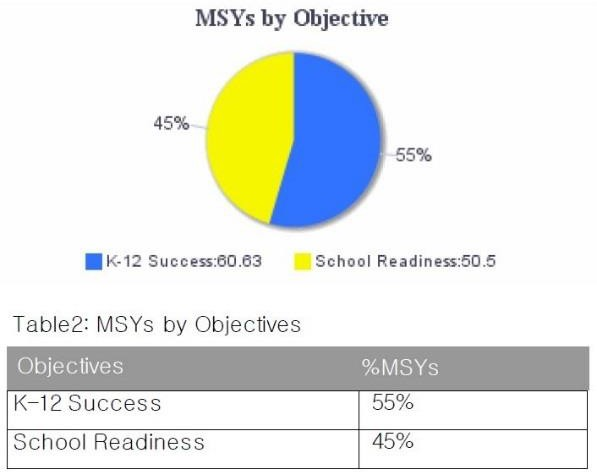 MSYs by Objective
45%
55%
K-12 Success:60.63 School Readiness:50.5
Table2: MSYs by Objectives
Objectives %MSYs
K-12 Success 55%
School Readiness 45%